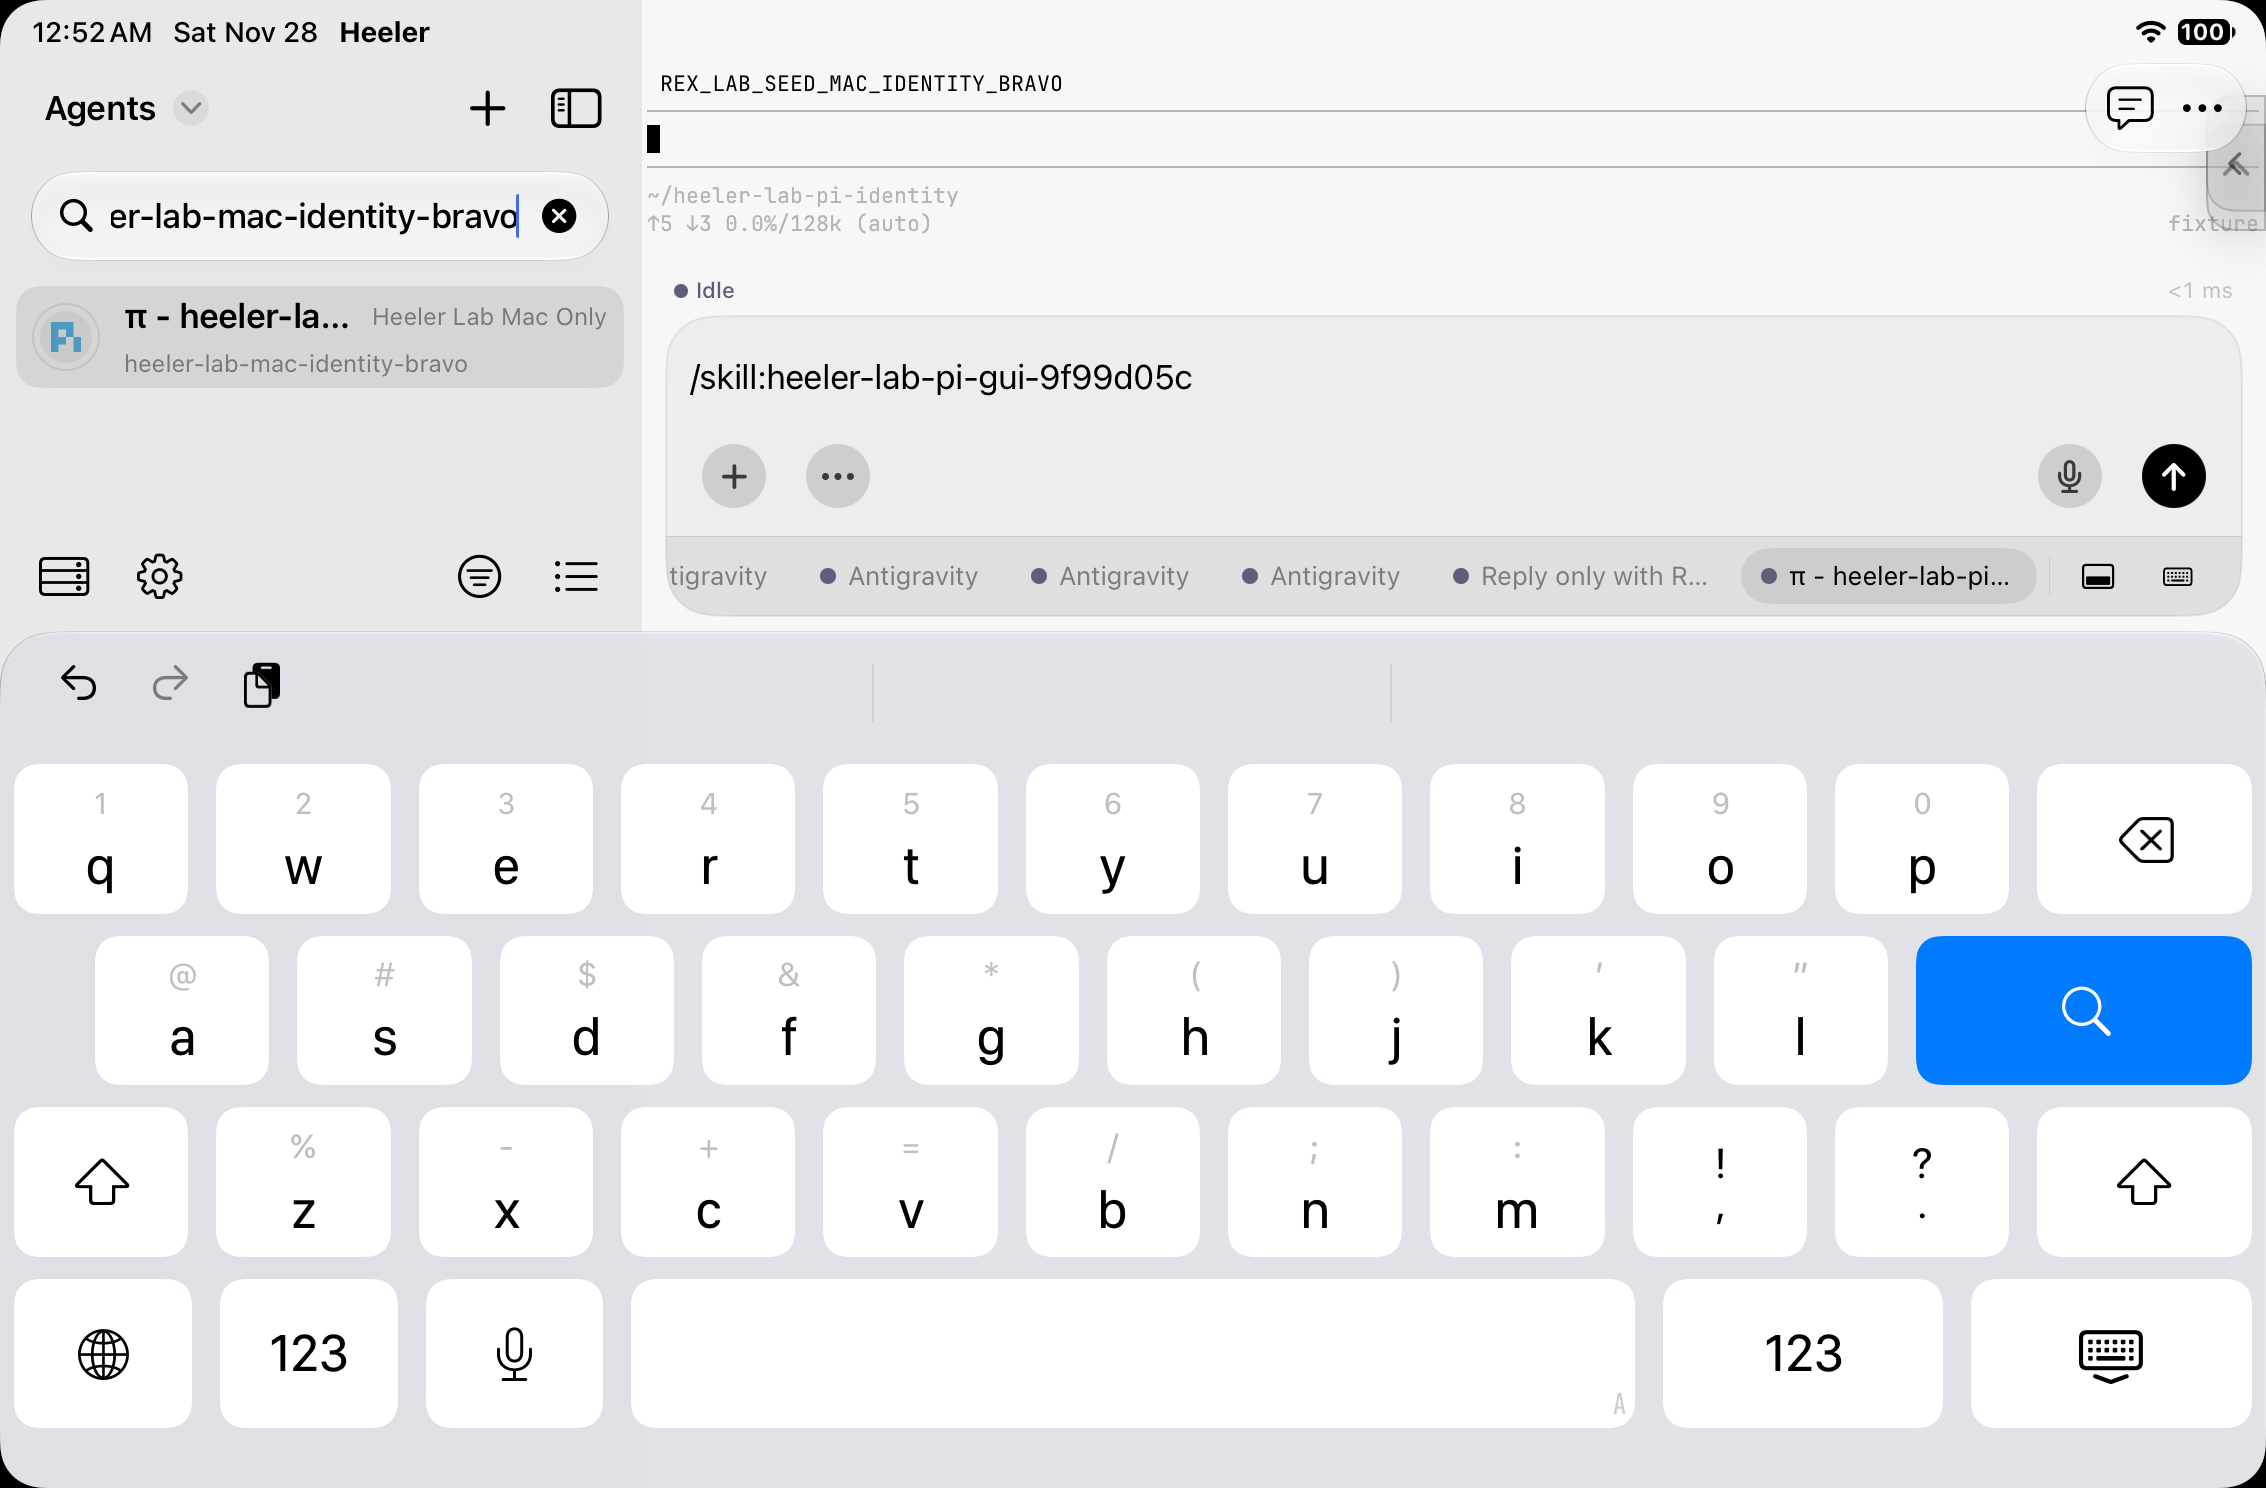 12:52 AM Sat Nov 28 Heeler
100
Agents
er-lab-mac-identity-bravo
π - heeler-la... Heeler Lab Mac Only
heeler-lab-mac-identity-bravo
REX_LAB_SEED_MAC_IDENTITY_BRAVO
~/heeler-lab-pi-identity
↑5 ↓3 0.0%/128k (auto)
fixture
Idle
<1 ms
/skill:heeler-lab-pi-gui-9f99d05c
tigravity Antigravity Antigravity Antigravity Reply only with R... π - heeler-lab-pi...
1 2 3 4 5 6 7 8 9 0
q w e r t y u i o p
@ # $ & * ( ) ' "
a s d f g h j k l
% - + = / ; : ! ?
z x c v b n m , .
123 123
A